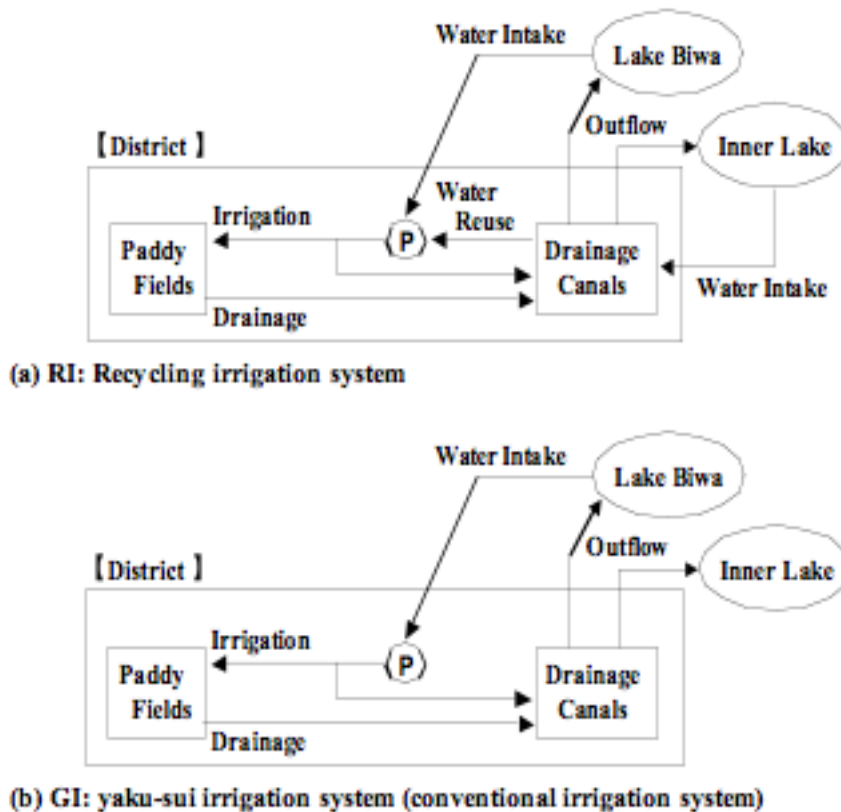 Water Intake
Lake Biwa
Outflow
Inner Lake
【District】
Water
Reuse
Irrigation
P
Paddy
Fields
Drainage
Canals
Water Intake
Drainage
(a) RI: Recycling irrigation system
Water Intake
Lake Biwa
Outflow
Inner Lake
【District】
Irrigation
P
Paddy
Fields
Drainage
Canals
Drainage
(b) GI: yaku-sui irrigation system (conventional irrigation system)